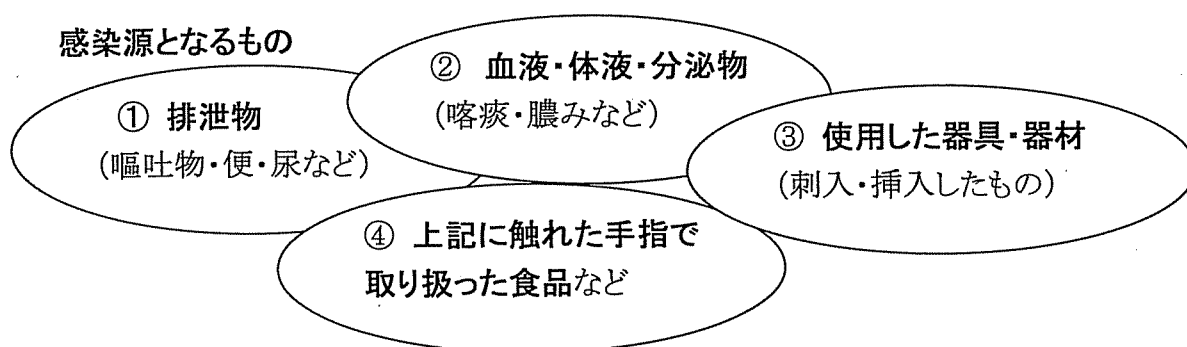 感染源となるもの
① 排泄物
(嘔吐物・便・尿など)
② 血液・体液・分泌物
(喀痰・膿みなど)
③ 使用した器具・器材
(刺入・挿入したもの)
④ 上記に触れた手指で
取り扱った食品など